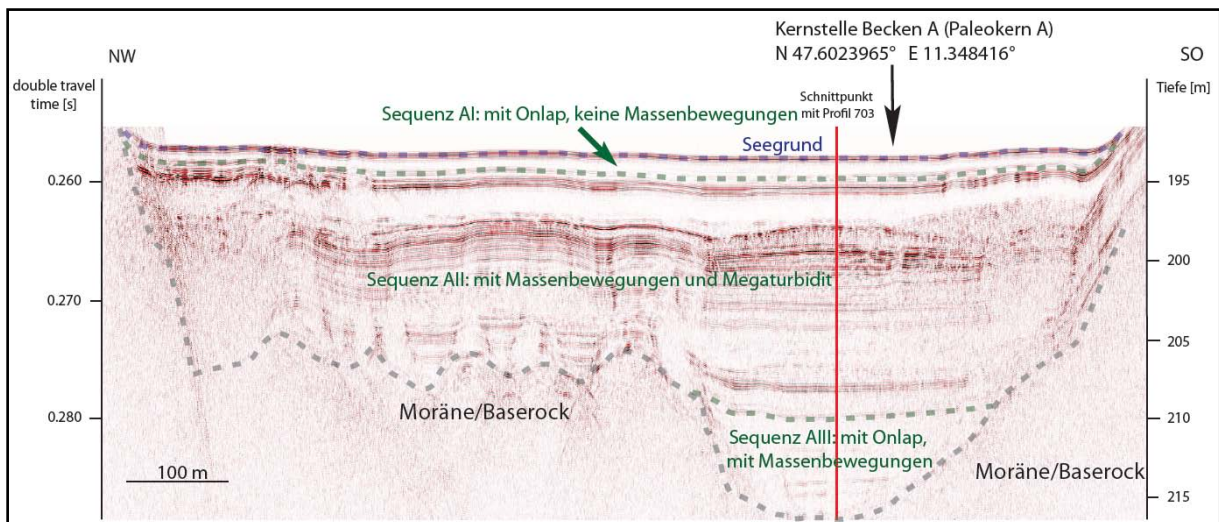 Kernstelle Becken A (Paleokern A)
N 47.6023965° E 11.348416°
NW
SO
double travel
time [s]
Tiefe [m]
Schnittpunkt
mit Profil 703
Sequenz AI: mit Onlap, keine Massenbewegungen
Seegrund
0.260
195
200
Sequenz AII: mit Massenbewegungen und Megaturbidit
0.270
205
Moräne/Baserock
0.280
210
Sequenz AIII: mit Onlap,
mit Massenbewegungen
Moräne/Baserock
100 m
215